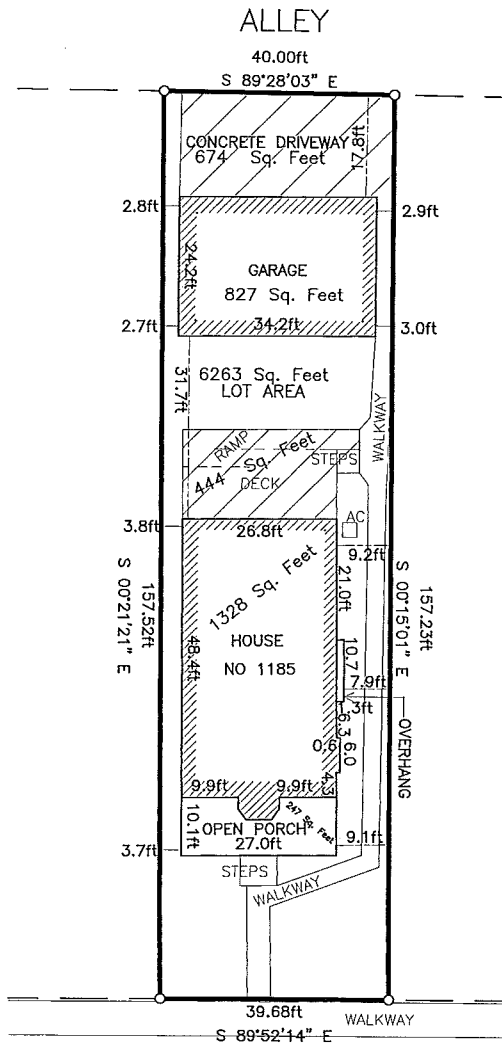 ALLEY
40.00ft
S 89°28'03" E
CONCRETE DRIVEWAY
674 Sq. Feet
17.8ft
2.8ft
2.9ft
24.2ft
GARAGE
827 Sq. Feet
34.2ft
2.7ft
3.0ft
31.7ft
6263 Sq. Feet
LOT AREA
WALKWAY
RAMP
STEPS
444 Sq. Feet
DECK
AC
3.8ft
26.8ft
9.2ft
1328 Sq. Feet
21.0ft
S 00°21'21" E
157.52ft
S 00°15'01" E
157.23ft
HOUSE
NO 1185
48.4ft
10.7
7.9ft
1.3ft
OVERHANG
6.3
0.6
6.0
9.9ft
9.9ft
4.3
10.1ft
247 Sq. Feet
OPEN PORCH
27.0ft
9.1ft
3.7ft
STEPS
WALKWAY
39.68ft
WALKWAY
S 89°52'14" E